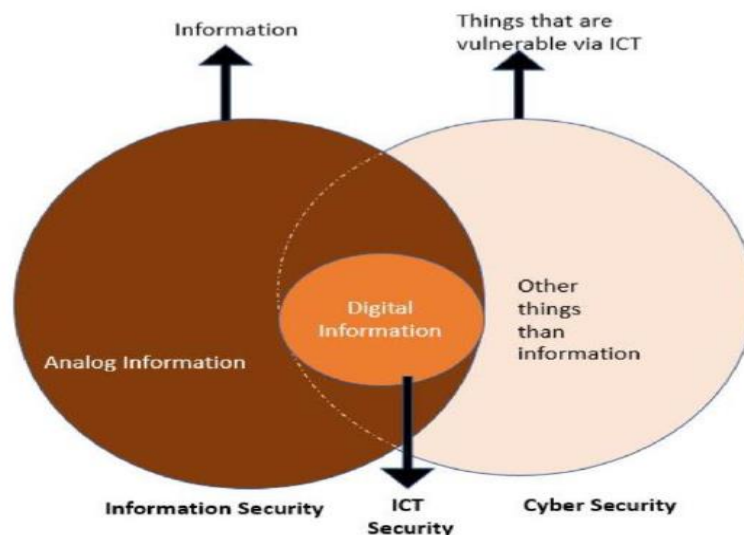 Information
Things that are
vulnerable via ICT
Digital
Information
Other
things
than
information
Analog Information
Information Security
ICT
Security
Cyber Security